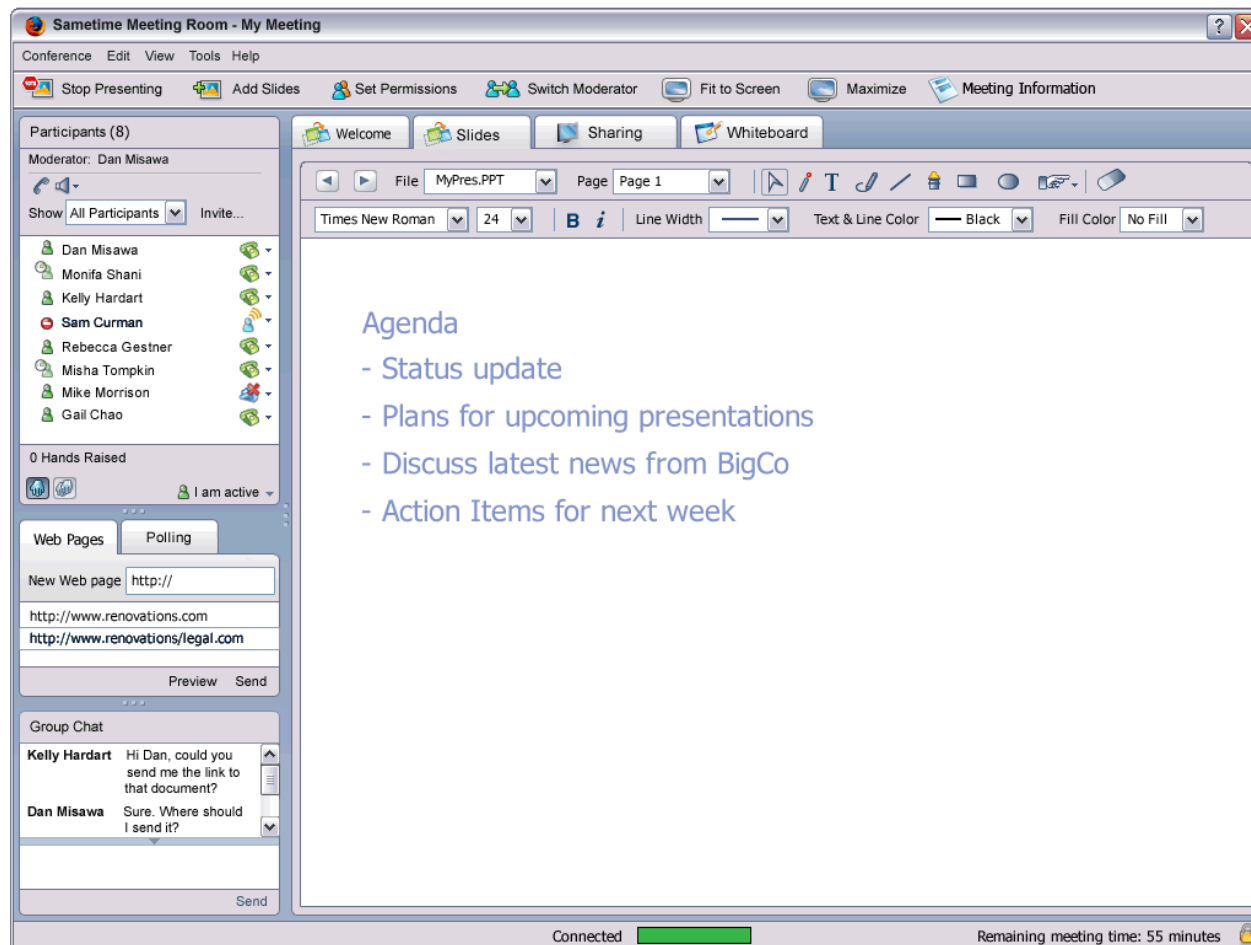 Sametime Meeting Room - My Meeting
?
Conference Edit View Tools Help
Stop Presenting Add Slides Set Permissions Switch Moderator Fit to Screen Maximize Meeting Information
Participants (8)
Moderator: Dan Misawa
Show All Participants Invite...
Dan Misawa
Monifa Shani
Kelly Hardart
Sam Curman
Rebecca Gestner
Misha Tompkin
Mike Morrison
Gail Chao
0 Hands Raised
I am active
Web Pages Polling
New Web page http://
http://www.renovations.com
http://www.renovations/legal.com
Preview Send
Group Chat
Kelly Hardart Hi Dan, could you
send me the link to
that document?
Dan Misawa Sure. Where should
I send it?
Send
Welcome Slides Sharing Whiteboard
File MyPres.PPT Page Page 1 T
Times New Roman 24 B i Line Width Text & Line Color Black Fill Color No Fill
Agenda
- Status update
- Plans for upcoming presentations
- Discuss latest news from BigCo
- Action Items for next week
Connected Remaining meeting time: 55 minutes